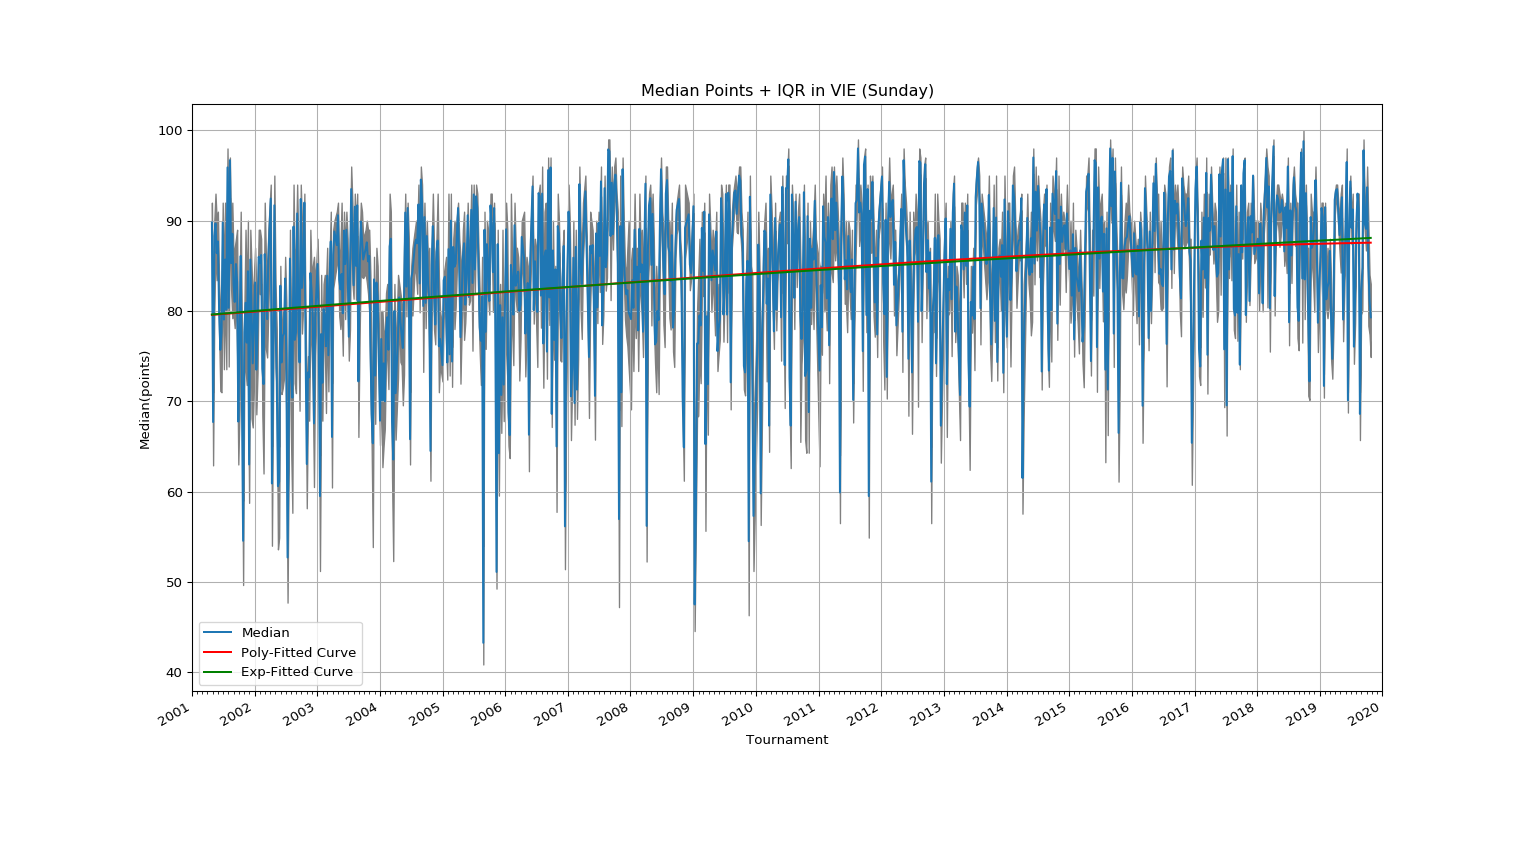 Median Points + IQR in VIE (Sunday)
100
90
80
70
60
50
40
Median(points)
Median
Poly-Fitted Curve
Exp-Fitted Curve
2001 2002 2003 2004 2005 2006 2007 2008 2009 2010 2011 2012 2013 2014 2015 2016 2017 2018 2019 2020
Tournament